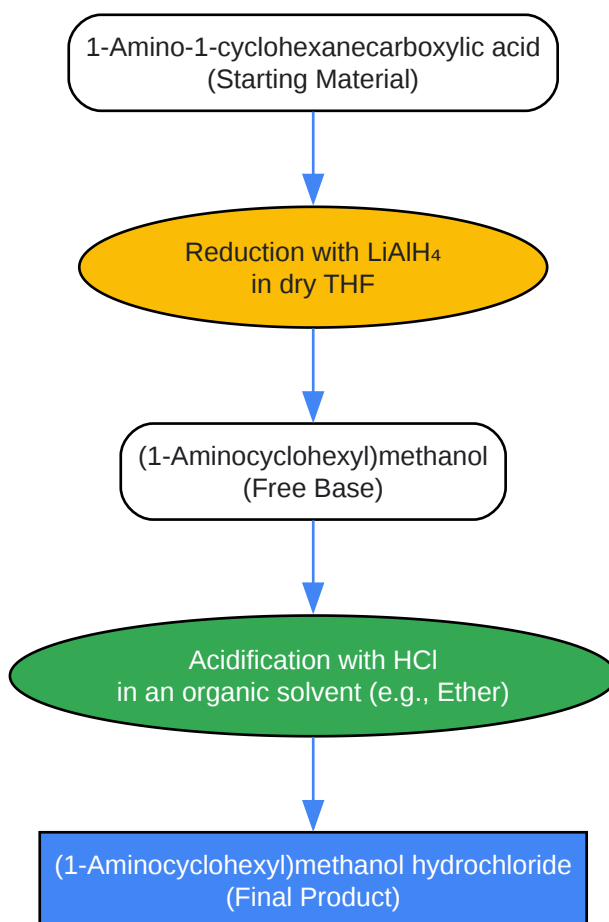 1-Amino-1-cyclohexanecarboxylic acid
(Starting Material)
Reduction with LiAlH₄
in dry THF
(1-Aminocyclohexyl)methanol
(Free Base)
Acidification with HCl
in an organic solvent (e.g., Ether)
(1-Aminocyclohexyl)methanol hydrochloride
(Final Product)